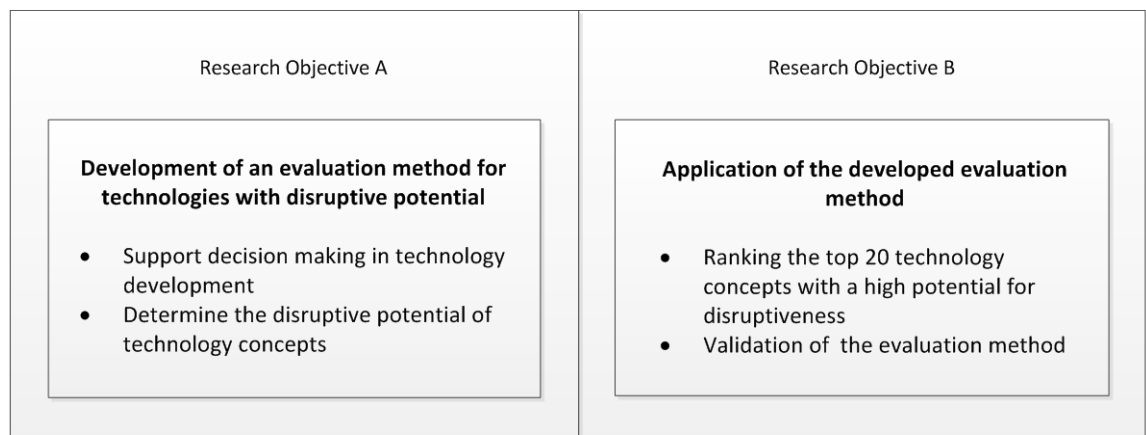 Research Objective A
Development of an evaluation method for
technologies with disruptive potential
• Support decision making in technology
development
• Determine the disruptive potential of
technology concepts
Research Objective B
Application of the developed evaluation
method
• Ranking the top 20 technology
concepts with a high potential for
disruptiveness
• Validation of  the evaluation method